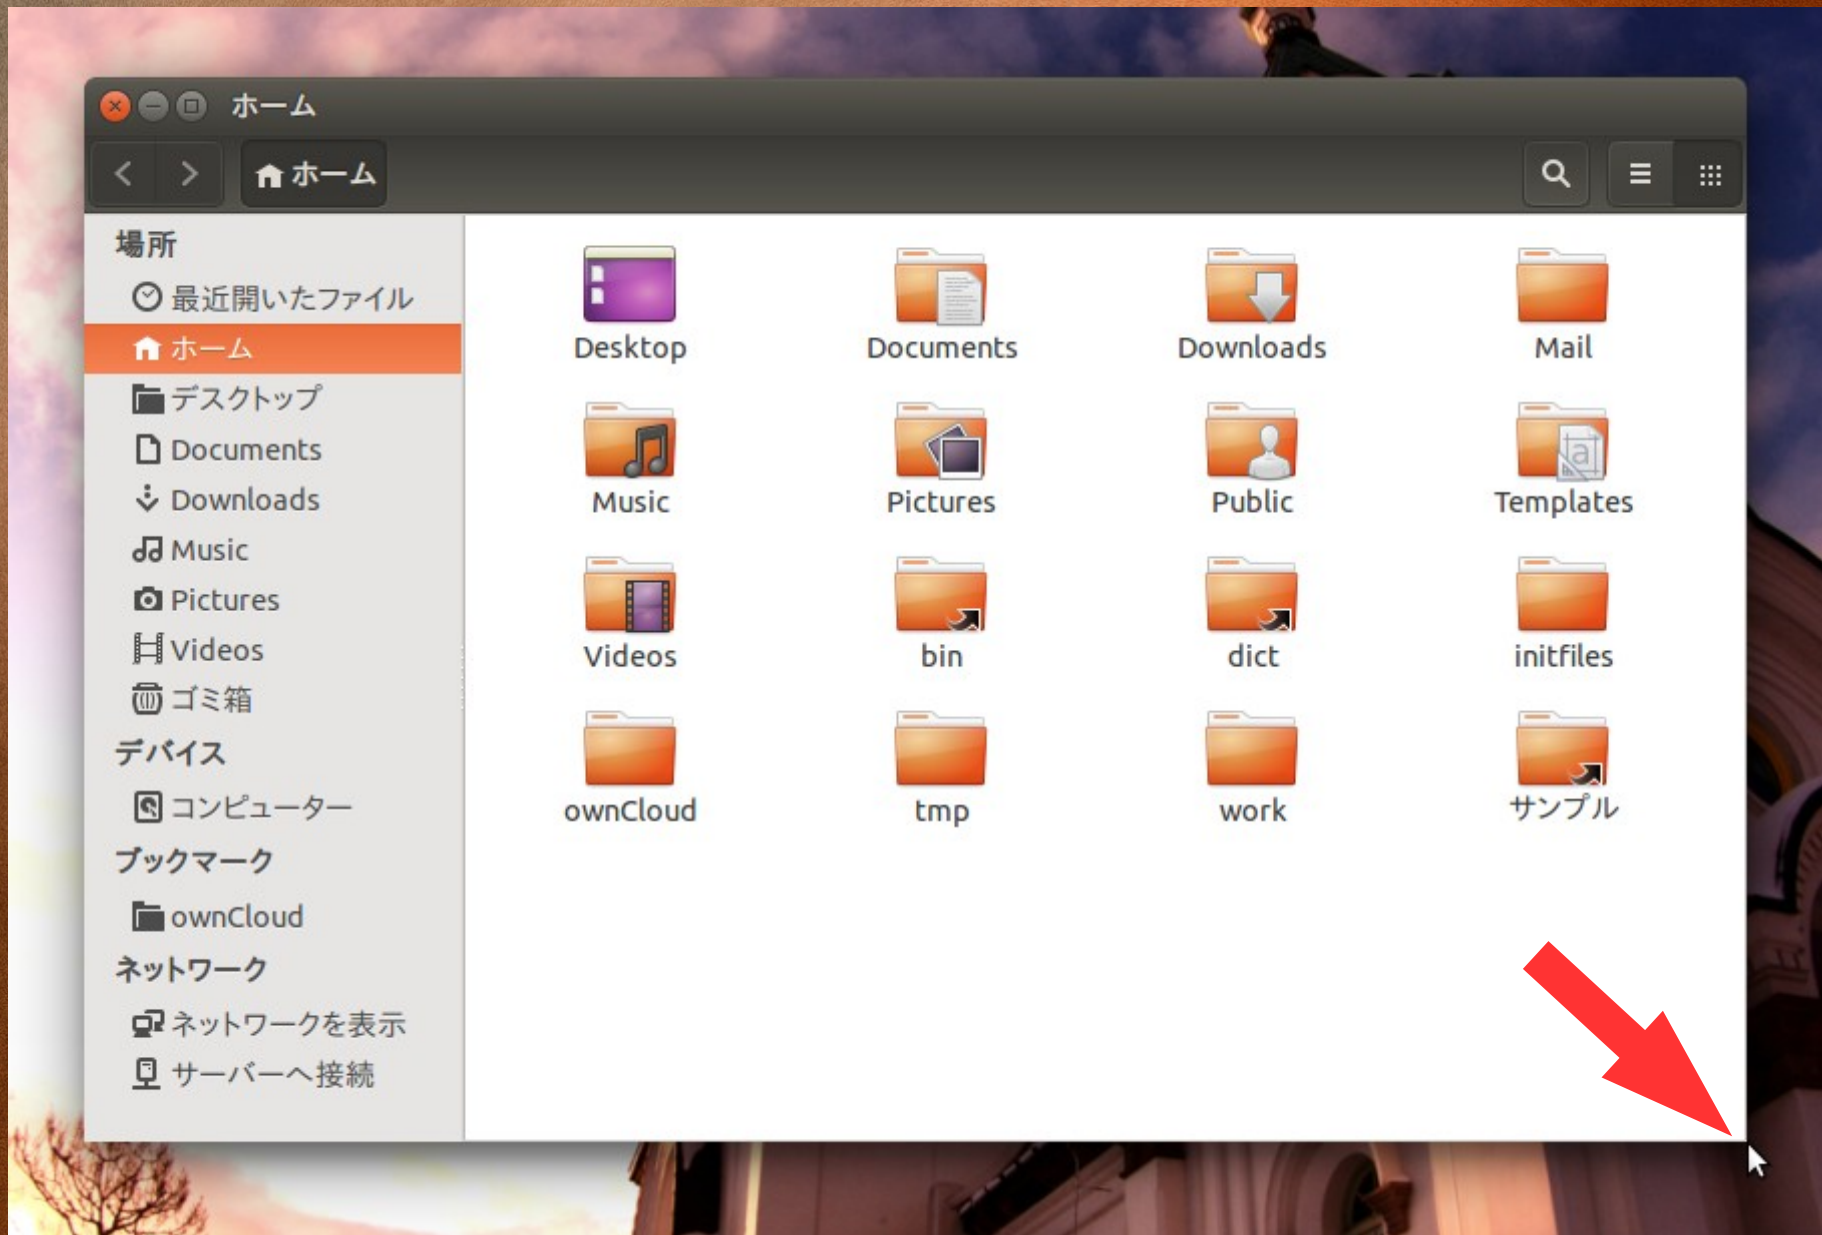 ホーム
ホーム
場所
最近開いたファイル
ホーム
デスクトップ
Documents
Downloads
Music
Pictures
Videos
ゴミ箱
デバイス
コンピューター
ブックマーク
ownCloud
ネットワーク
ネットワークを表示
サーバーへ接続
Desktop Documents Downloads Mail
Music Pictures Public Templates
Videos bin dict initfiles
ownCloud tmp work サンプル